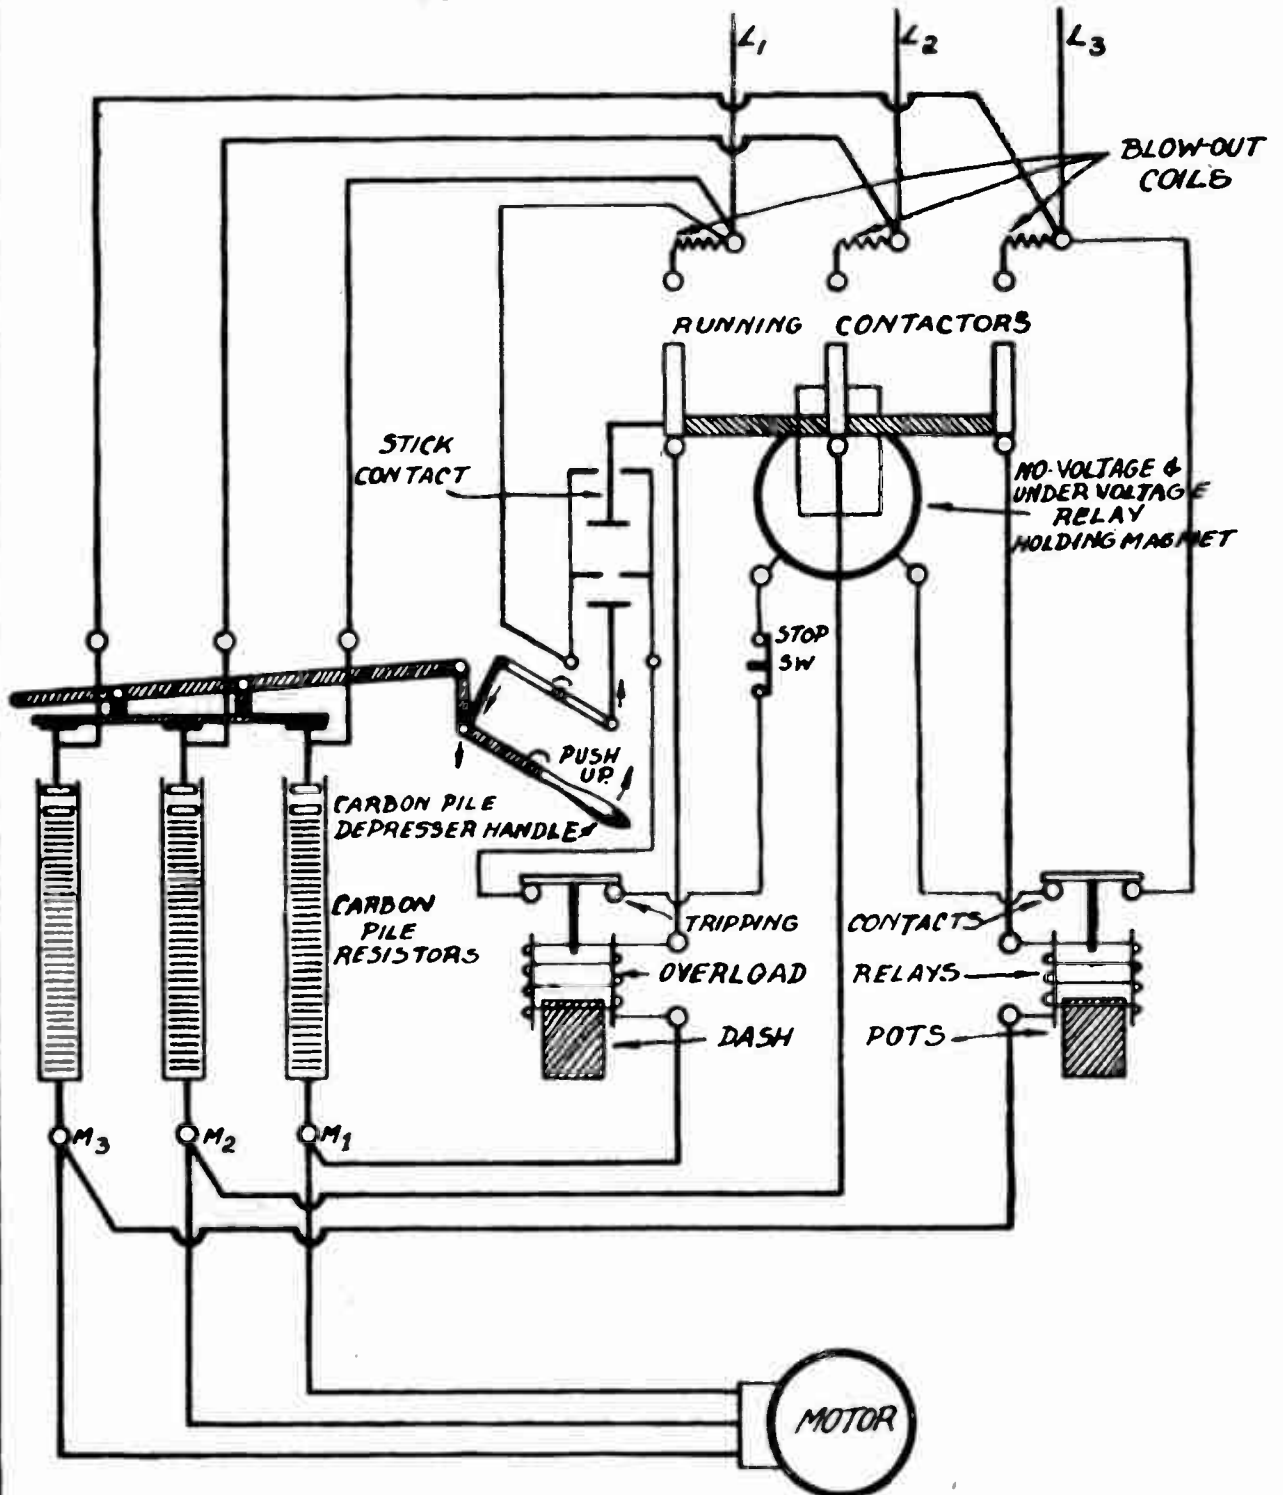 L1
L2
L3
BLOW-OUT
COILS
RUNNING CONTACTORS
STICK
CONTACT
NO-VOLTAGE &
UNDER VOLTAGE
RELAY
HOLDING MAGNET
STOP
SW
PUSH
UP.
CARBON PILE
DEPRESSER HANDLE
CARBON
PILE
RESISTORS
TRIPPING CONTACTS
OVERLOAD RELAYS
DASH POTS
M3
M2
M1
MOTOR